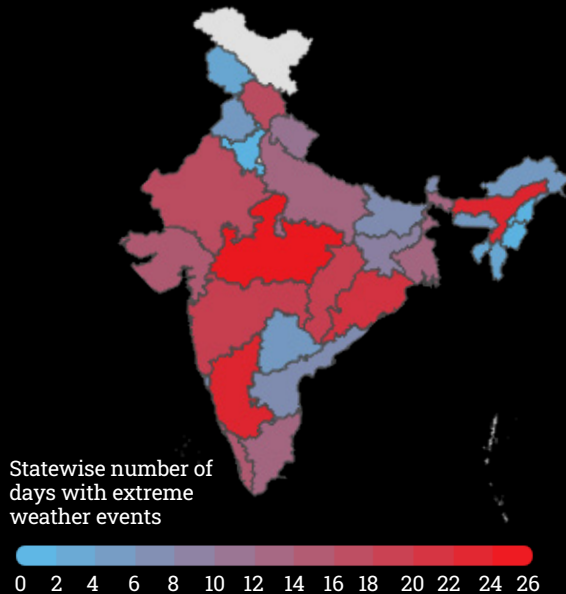 Statewise number of
days with extreme
weather events
0 2 4 6 8 10 12 14 16 18 20 22 24 26